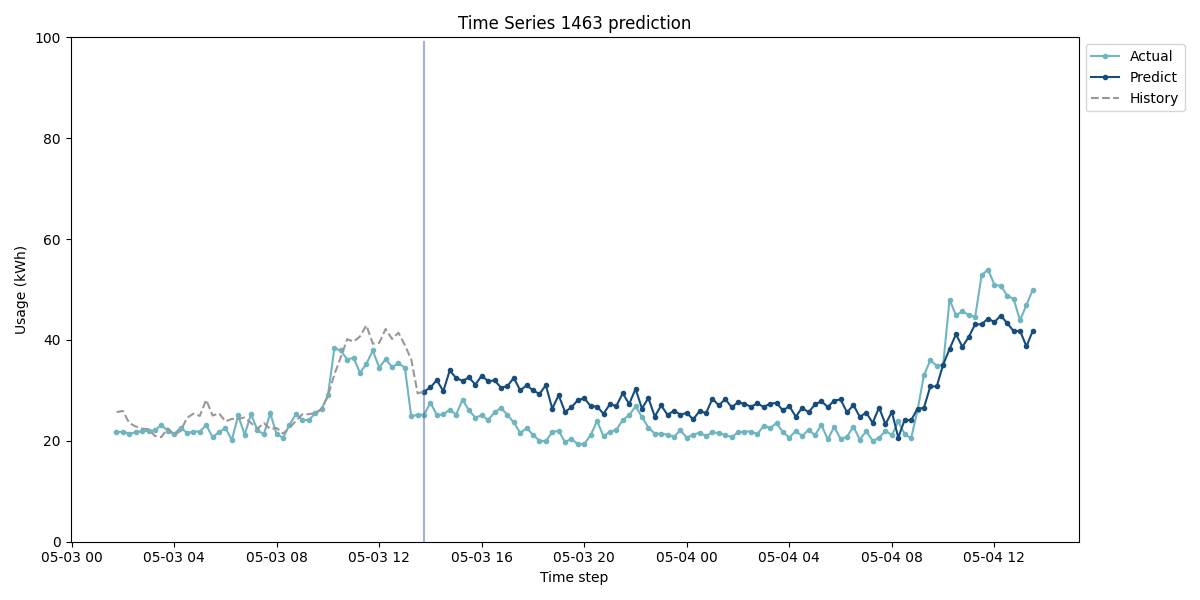 Time Series 1463 prediction
100
80
60
40
20
0
Usage (kWh)
05-03 00
05-03 04
05-03 08
05-03 12
05-03 16
05-03 20
05-04 00
05-04 04
05-04 08
05-04 12
Time step
Actual
Predict
History